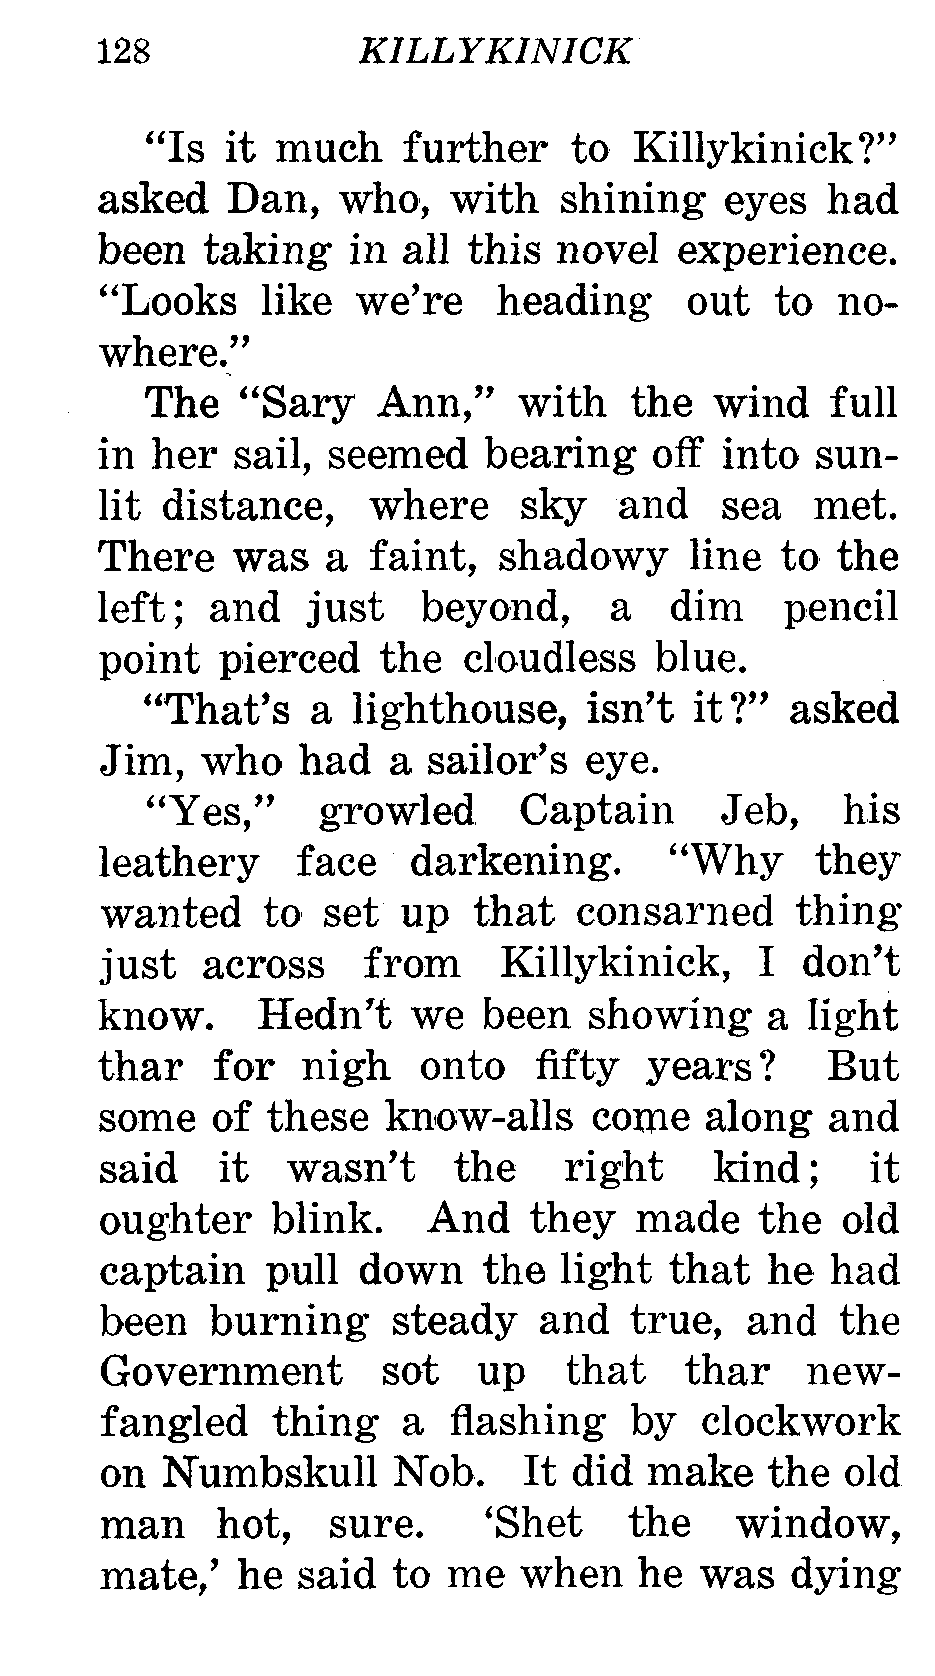 128 KILLYKINICK
“Is it much further to Killykinick?”
asked Dan, who, with shining eyes had
been taking in all this novel experience.
“Looks like we’re heading out to no-
where.”
The “Sary Ann,” with the wind full
in her sail, seemed bearing off into sun-
lit distance, where sky and sea met.
There was a faint, shadowy line to the
left; and just beyond, a dim pencil
point pierced the cloudless blue.
“That’s a lighthouse, isn’t it?” asked
Jim, who had a sailor’s eye.
“Yes,” growled Captain Jeb, his
leathery face darkening. “Why they
wanted to set up that consarned thing
just across from Killykinick, I don’t
know. Hedn’t we been showing a light
thar for nigh onto fifty years? But
some of these know-alls come along and
said it wasn’t the right kind; it
oughter blink. And they made the old
captain pull down the light that he had
been burning steady and true, and the
Government sot up that thar new-
fangled thing a flashing by clockwork
on Numbskull Nob. It did make the old
man hot, sure. ‘Shet the window,
mate,’ he said to me when he was dying